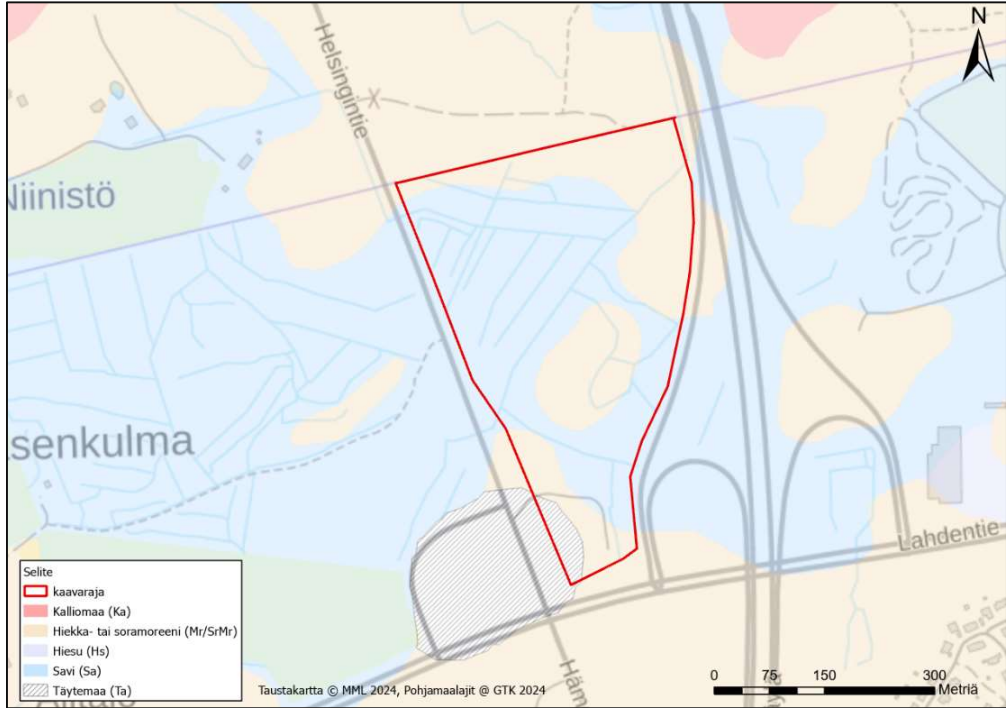 N
Helsingintie
Niinistö
senkulma
Lahdentie
Häm
Selite
kaavaraja
Kalliomaa (Ka)
Hiekka- tai soramoreeni (Mr/SrMr)
Hiesu (Hs)
Savi (Sa)
Täytemaa (Ta)
Taustakartta © MML 2024, Pohjamaalajit @ GTK 2024
0 75 150 300
Metriä